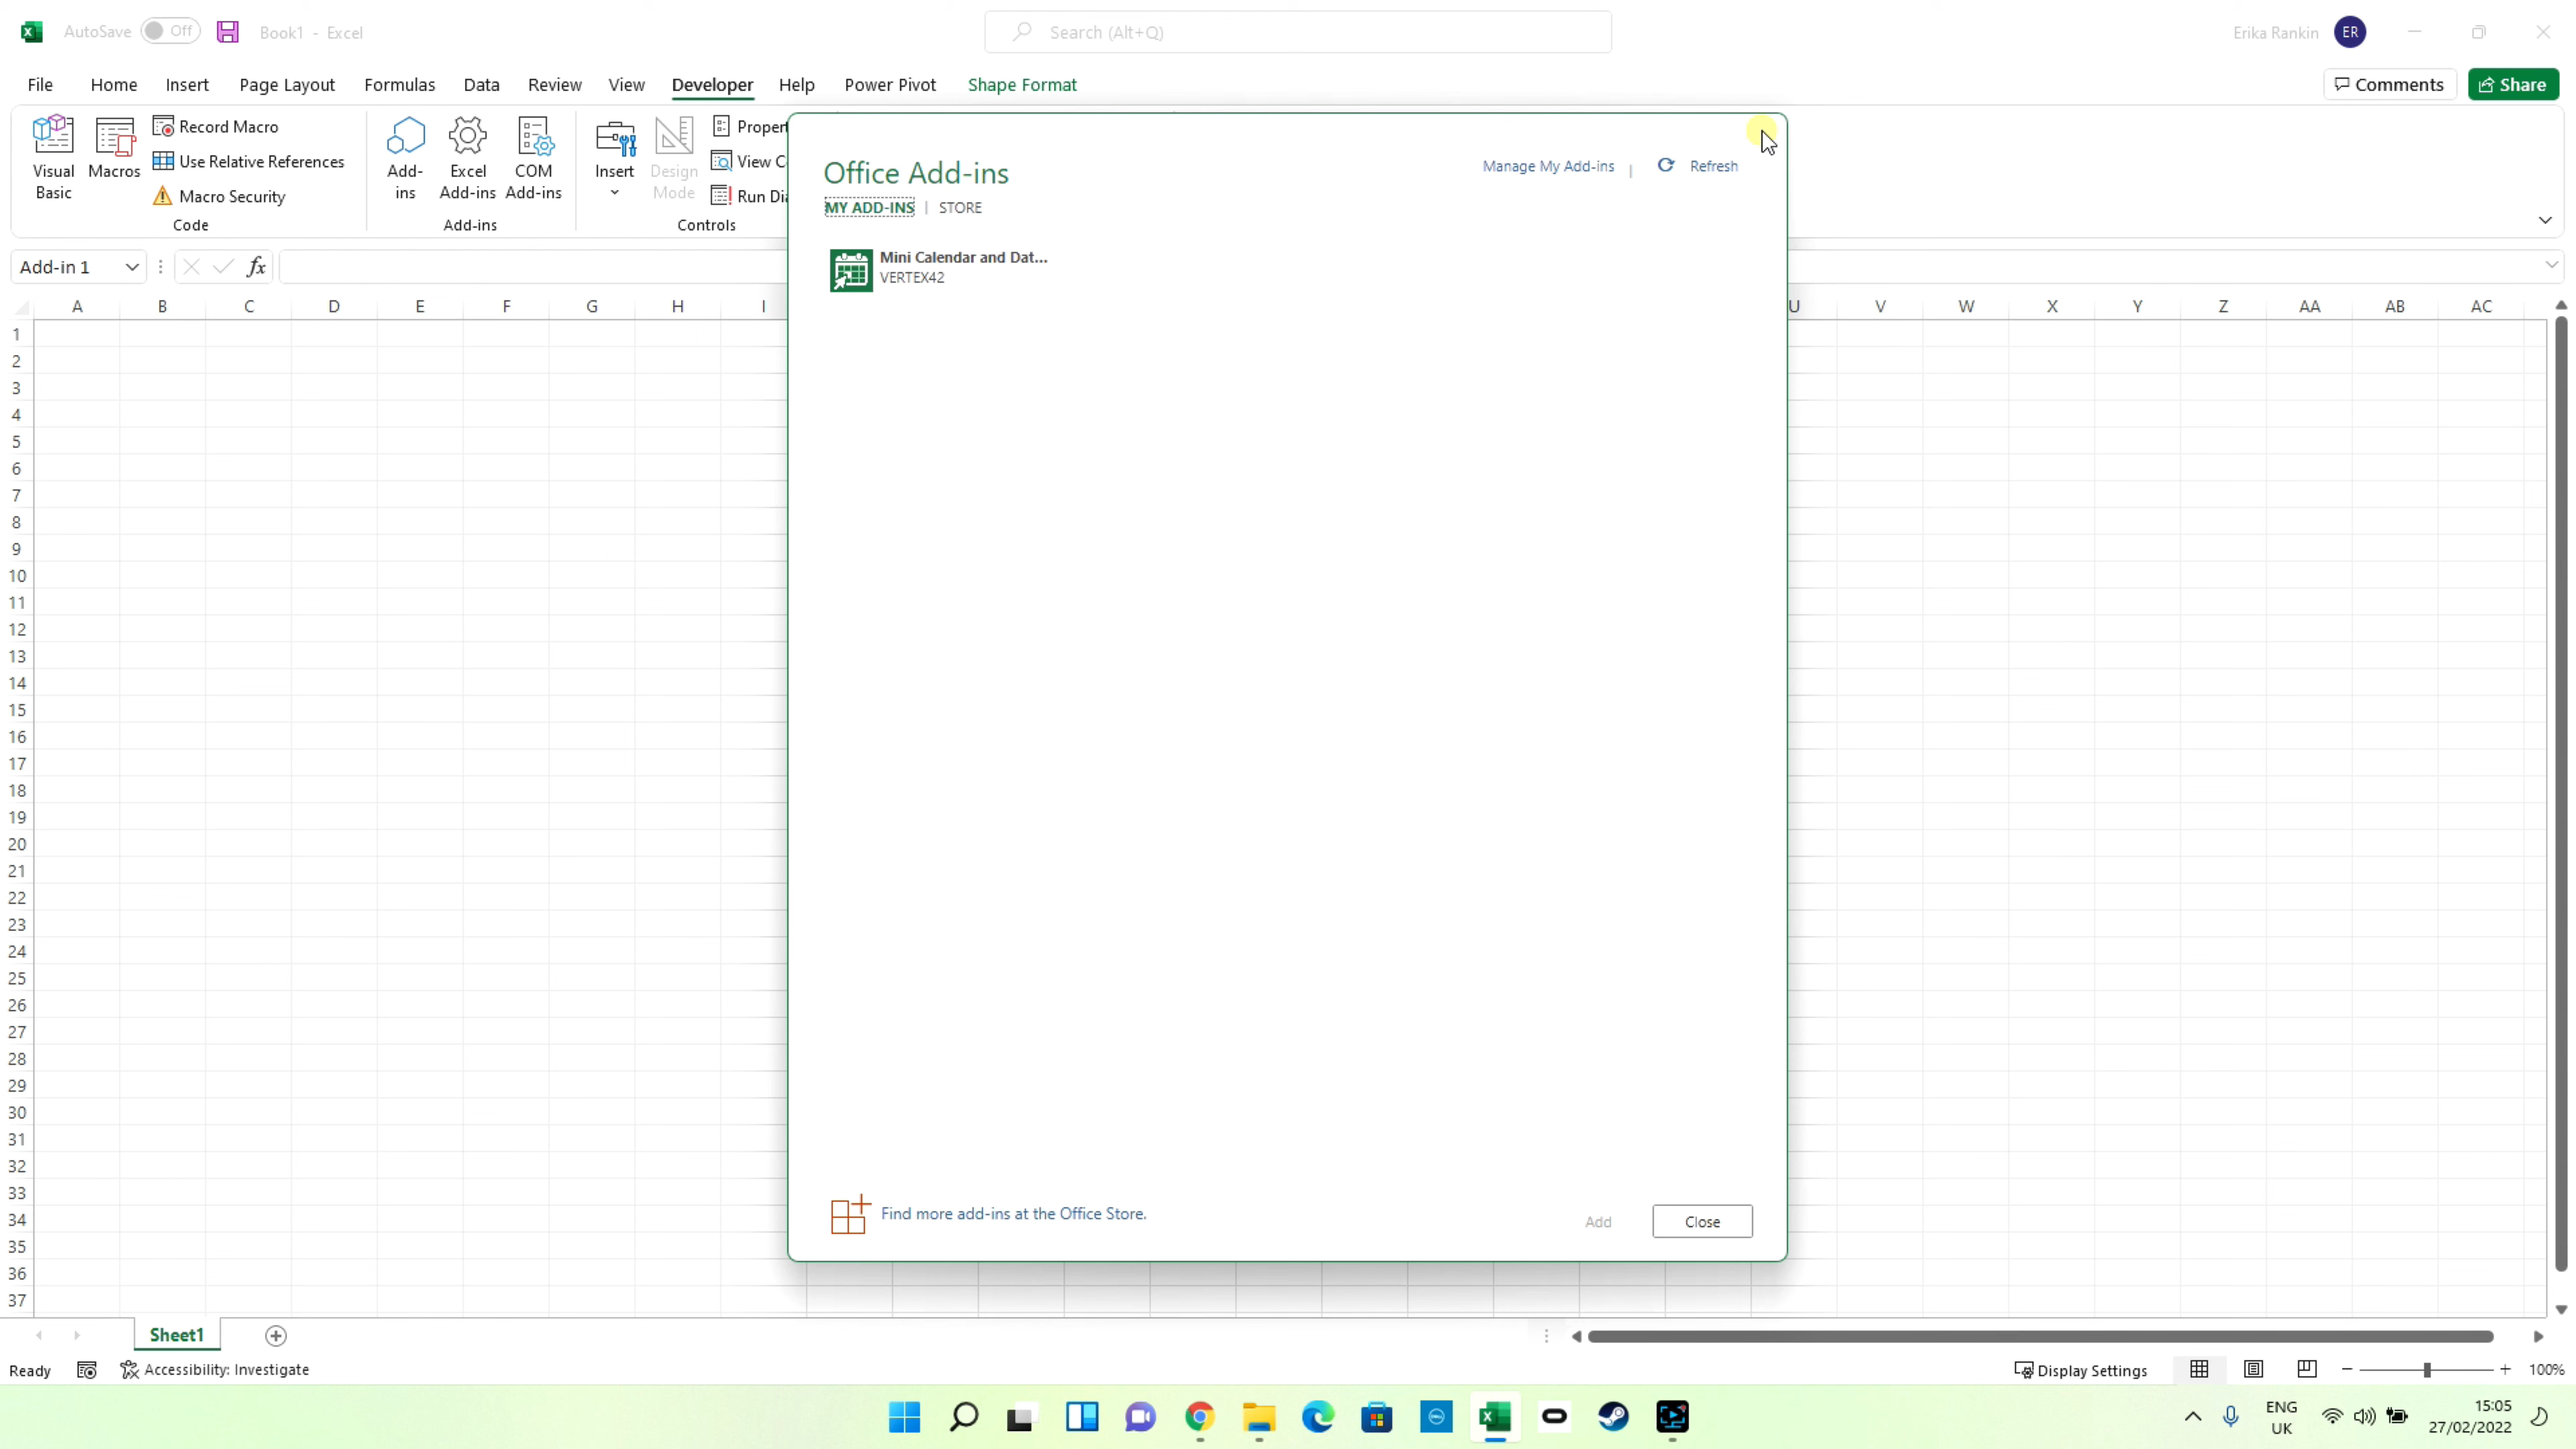 AutoSave Off Book1 - Excel Search (Alt+Q) Erika Rankin ER
File Home Insert Page Layout Formulas Data Review View Developer Help Power Pivot Shape Format Comments Share
Visual Basic
Macros
Record Macro
Use Relative References
Macro Security
Code
Add-ins
Excel Add-ins
COM Add-ins
Add-ins
Insert
Design Mode
View
Run
Controls
Office Add-ins
Manage My Add-ins | Refresh
MY ADD-INS | STORE
Mini Calendar and Dat...
VERTEX42
Find more add-ins at the Office Store.
Add Close
Add-in 1 fx
A B C D E F G H I U V W X Y Z AA AB AC
1
2
3
4
5
6
7
8
9
10
11
12
13
14
15
16
17
18
19
20
21
22
23
24
25
26
27
28
29
30
31
32
33
34
35
36
37
Sheet1
Ready Accessibility: Investigate Display Settings 100%
ENG
UK
15:05
27/02/2022